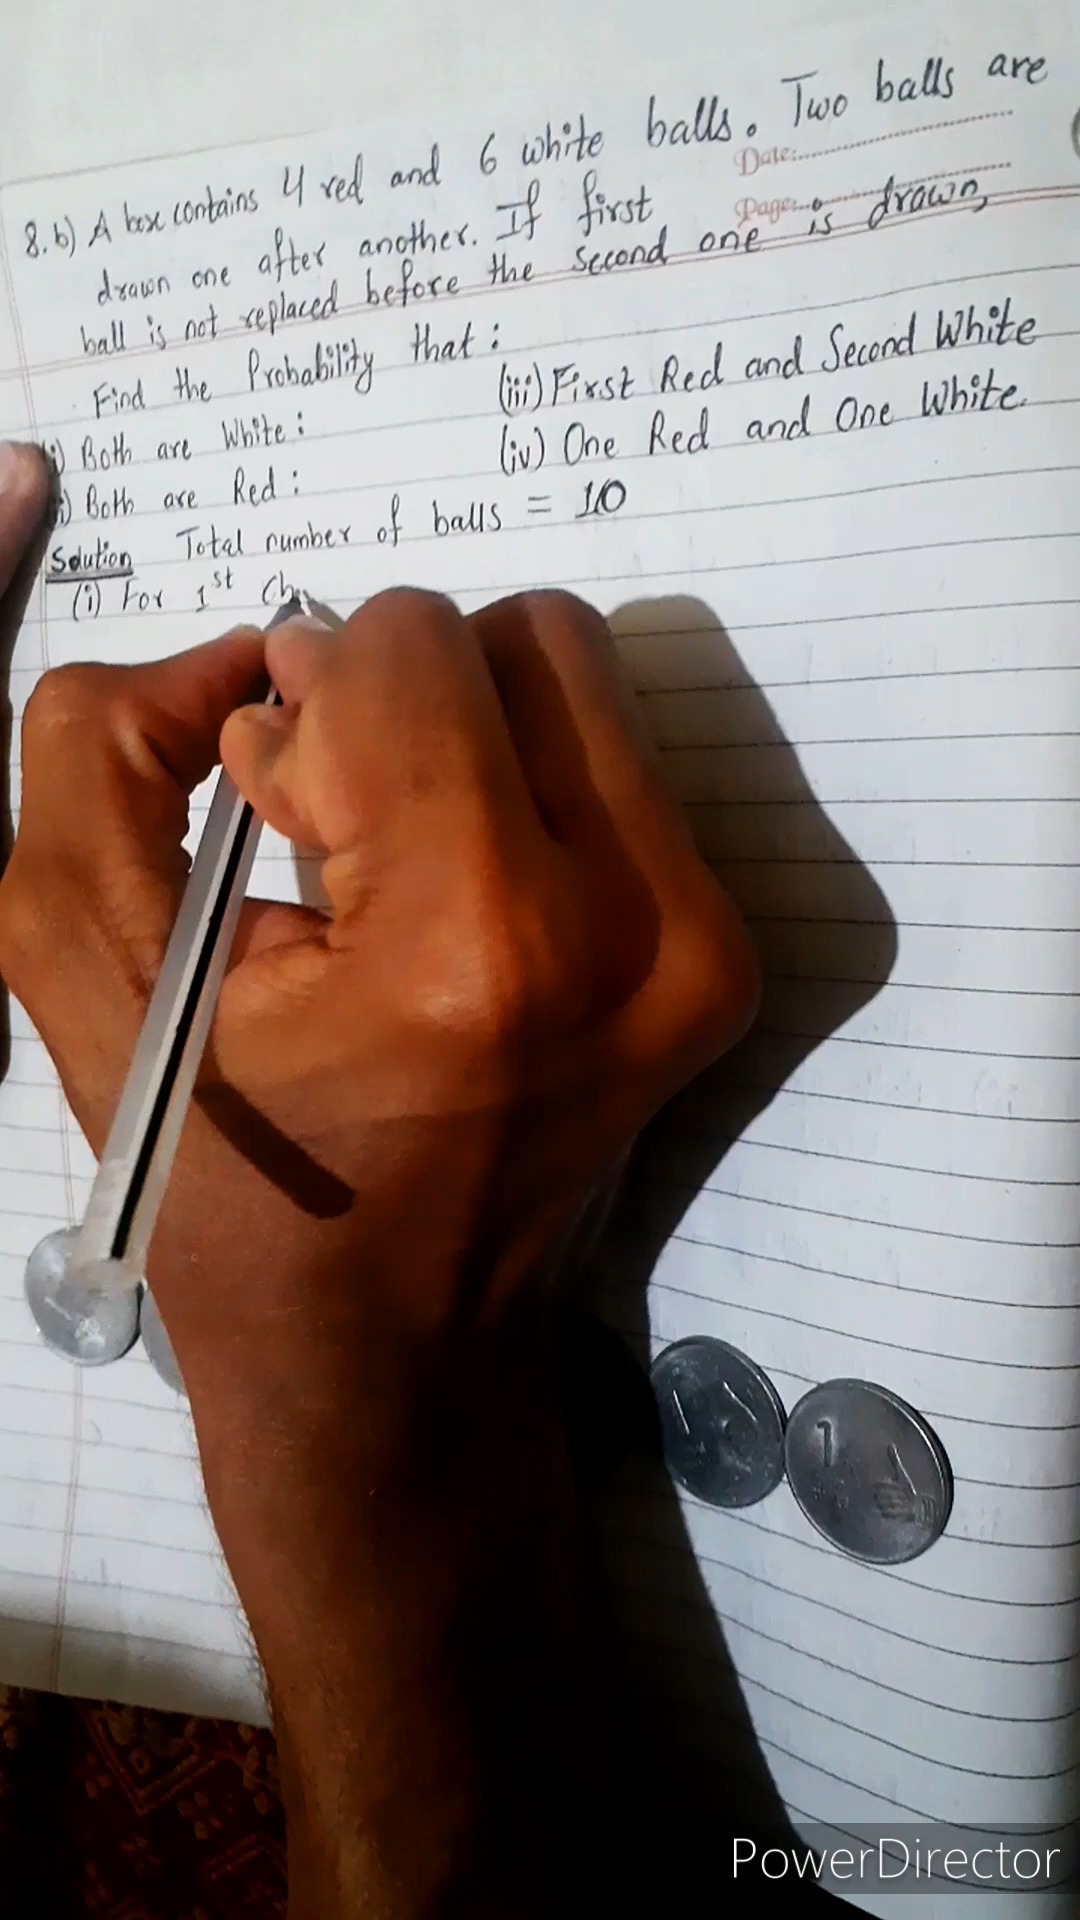 8.b) A box contains 4 red and 6 white balls. Two balls are
Date:
drawn one after another. If first
Page:
ball is not replaced before the second one is drawn,
Find the Probability that:
(i) Both are White:
(iii) First Red and Second White
Both are Red:
(iv) One Red and One White.
Solution Total number of balls = 10
(i) For 1st
1
PowerDirector